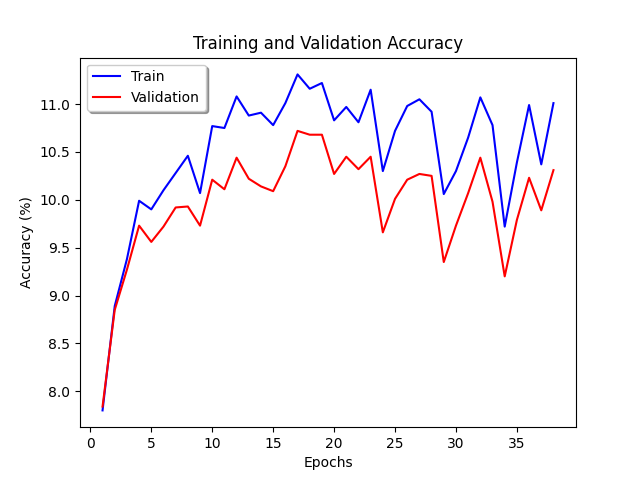 Training and Validation Accuracy
Train
Validation
Accuracy (%)
11.0
10.5
10.0
9.5
9.0
8.5
8.0
0 5 10 15 20 25 30 35
Epochs